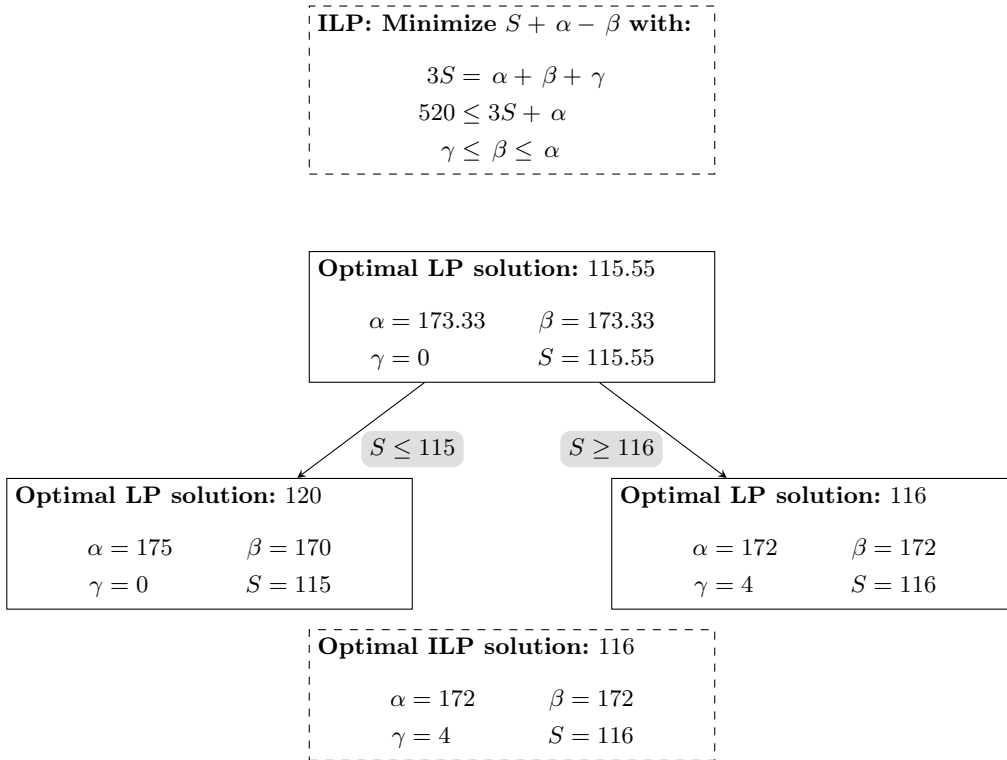 ILP: Minimize S + α − β with:
3S = α + β + γ
520 ≤ 3S + α
γ ≤ β ≤ α
Optimal LP solution: 115.55
α = 173.33 β = 173.33
γ = 0 S = 115.55
S ≤ 115 S ≥ 116
Optimal LP solution: 120 Optimal LP solution: 116
α = 175 β = 170 α = 172 β = 172
γ = 0 S = 115 γ = 4 S = 116
Optimal ILP solution: 116
α = 172 β = 172
γ = 4 S = 116